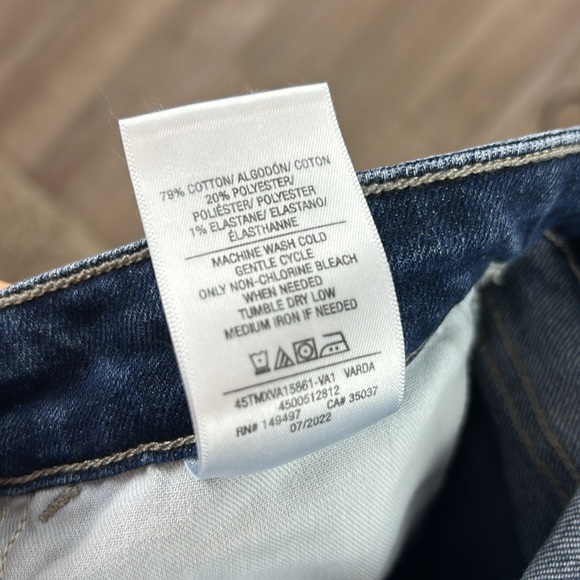 79% COTTON/ ALGODÓN/ COTON
20% POLYESTER/
POLIÉSTER/ POLYESTER
1% ELASTANE/ ELASTANO/
ÉLASTHANNE
MACHINE WASH COLD
GENTLE CYCLE
ONLY NON-CHLORINE BLEACH
WHEN NEEDED
TUMBLE DRY LOW
MEDIUM IRON IF NEEDED
45TMXVA15861-VA1 VARDA
4500512812
RN# 149497 CA# 35037
07/2022